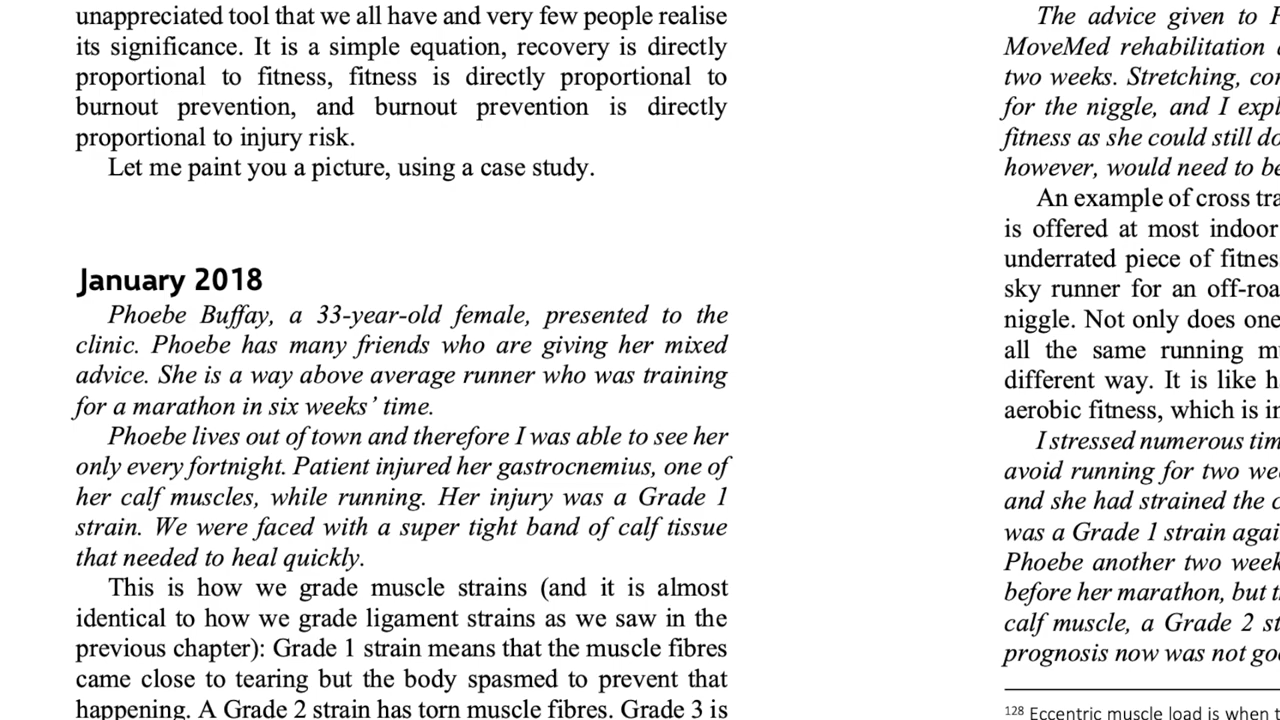 unappreciated tool that we all have and very few people realise
its significance. It is a simple equation, recovery is directly
proportional to fitness, fitness is directly proportional to
burnout prevention, and burnout prevention is directly
proportional to injury risk.
Let me paint you a picture, using a case study.
January 2018
Phoebe Buffay, a 33-year-old female, presented to the
clinic. Phoebe has many friends who are giving her mixed
advice. She is a way above average runner who was training
for a marathon in six weeks’ time.
Phoebe lives out of town and therefore I was able to see her
only every fortnight. Patient injured her gastrocnemius, one of
her calf muscles, while running. Her injury was a Grade 1
strain. We were faced with a super tight band of calf tissue
that needed to heal quickly.
This is how we grade muscle strains (and it is almost
identical to how we grade ligament strains as we saw in the
previous chapter): Grade 1 strain means that the muscle fibres
came close to tearing but the body spasmed to prevent that
happening. A Grade 2 strain has torn muscle fibres. Grade 3 is
The advice given to
MoveMed rehabilitation
two weeks. Stretching,
for the niggle, and I
fitness as she could still do
however, would need to be
An example of cross
is offered at most indoor
underrated piece of
sky runner for an
niggle. Not only does one
all the same running
different way. It is like
aerobic fitness, which is
I stressed numerous
avoid running for two
and she had strained the
was a Grade 1 strain
Phoebe another two
before her marathon, but
calf muscle, a Grade 2
prognosis now was not
128 Eccentric muscle load is when